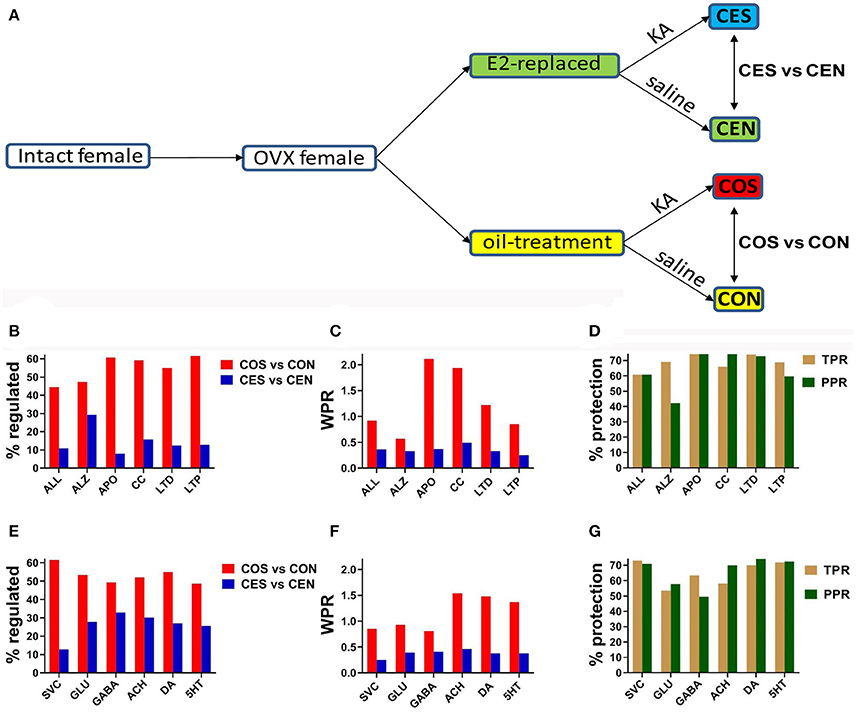 A
Intact female
OVX female
E2-replaced
oil-treatment
KA
saline
KA
saline
CES
CEN
COS
CON
CES vs CEN
COS vs CON
B
% regulated
60
50
40
30
20
10
0
ALL
ALZ
APO
CC
LTD
LTP
COS vs CON
CES vs CEN
C
WPR
2.0
1.5
1.0
0.5
0.0
ALL
ALZ
APO
CC
LTD
LTP
D
% protection
70
60
50
40
30
20
10
0
ALL
ALZ
APO
CC
LTD
LTP
TPR
PPR
E
% regulated
60
50
40
30
20
10
0
SVC
GLU
GABA
ACH
DA
5HT
COS vs CON
CES vs CEN
F
WPR
2.0
1.5
1.0
0.5
0.0
SVC
GLU
GABA
ACH
DA
5HT
G
% protection
70
60
50
40
30
20
10
0
SVC
GLU
GABA
ACH
DA
5HT
TPR
PPR